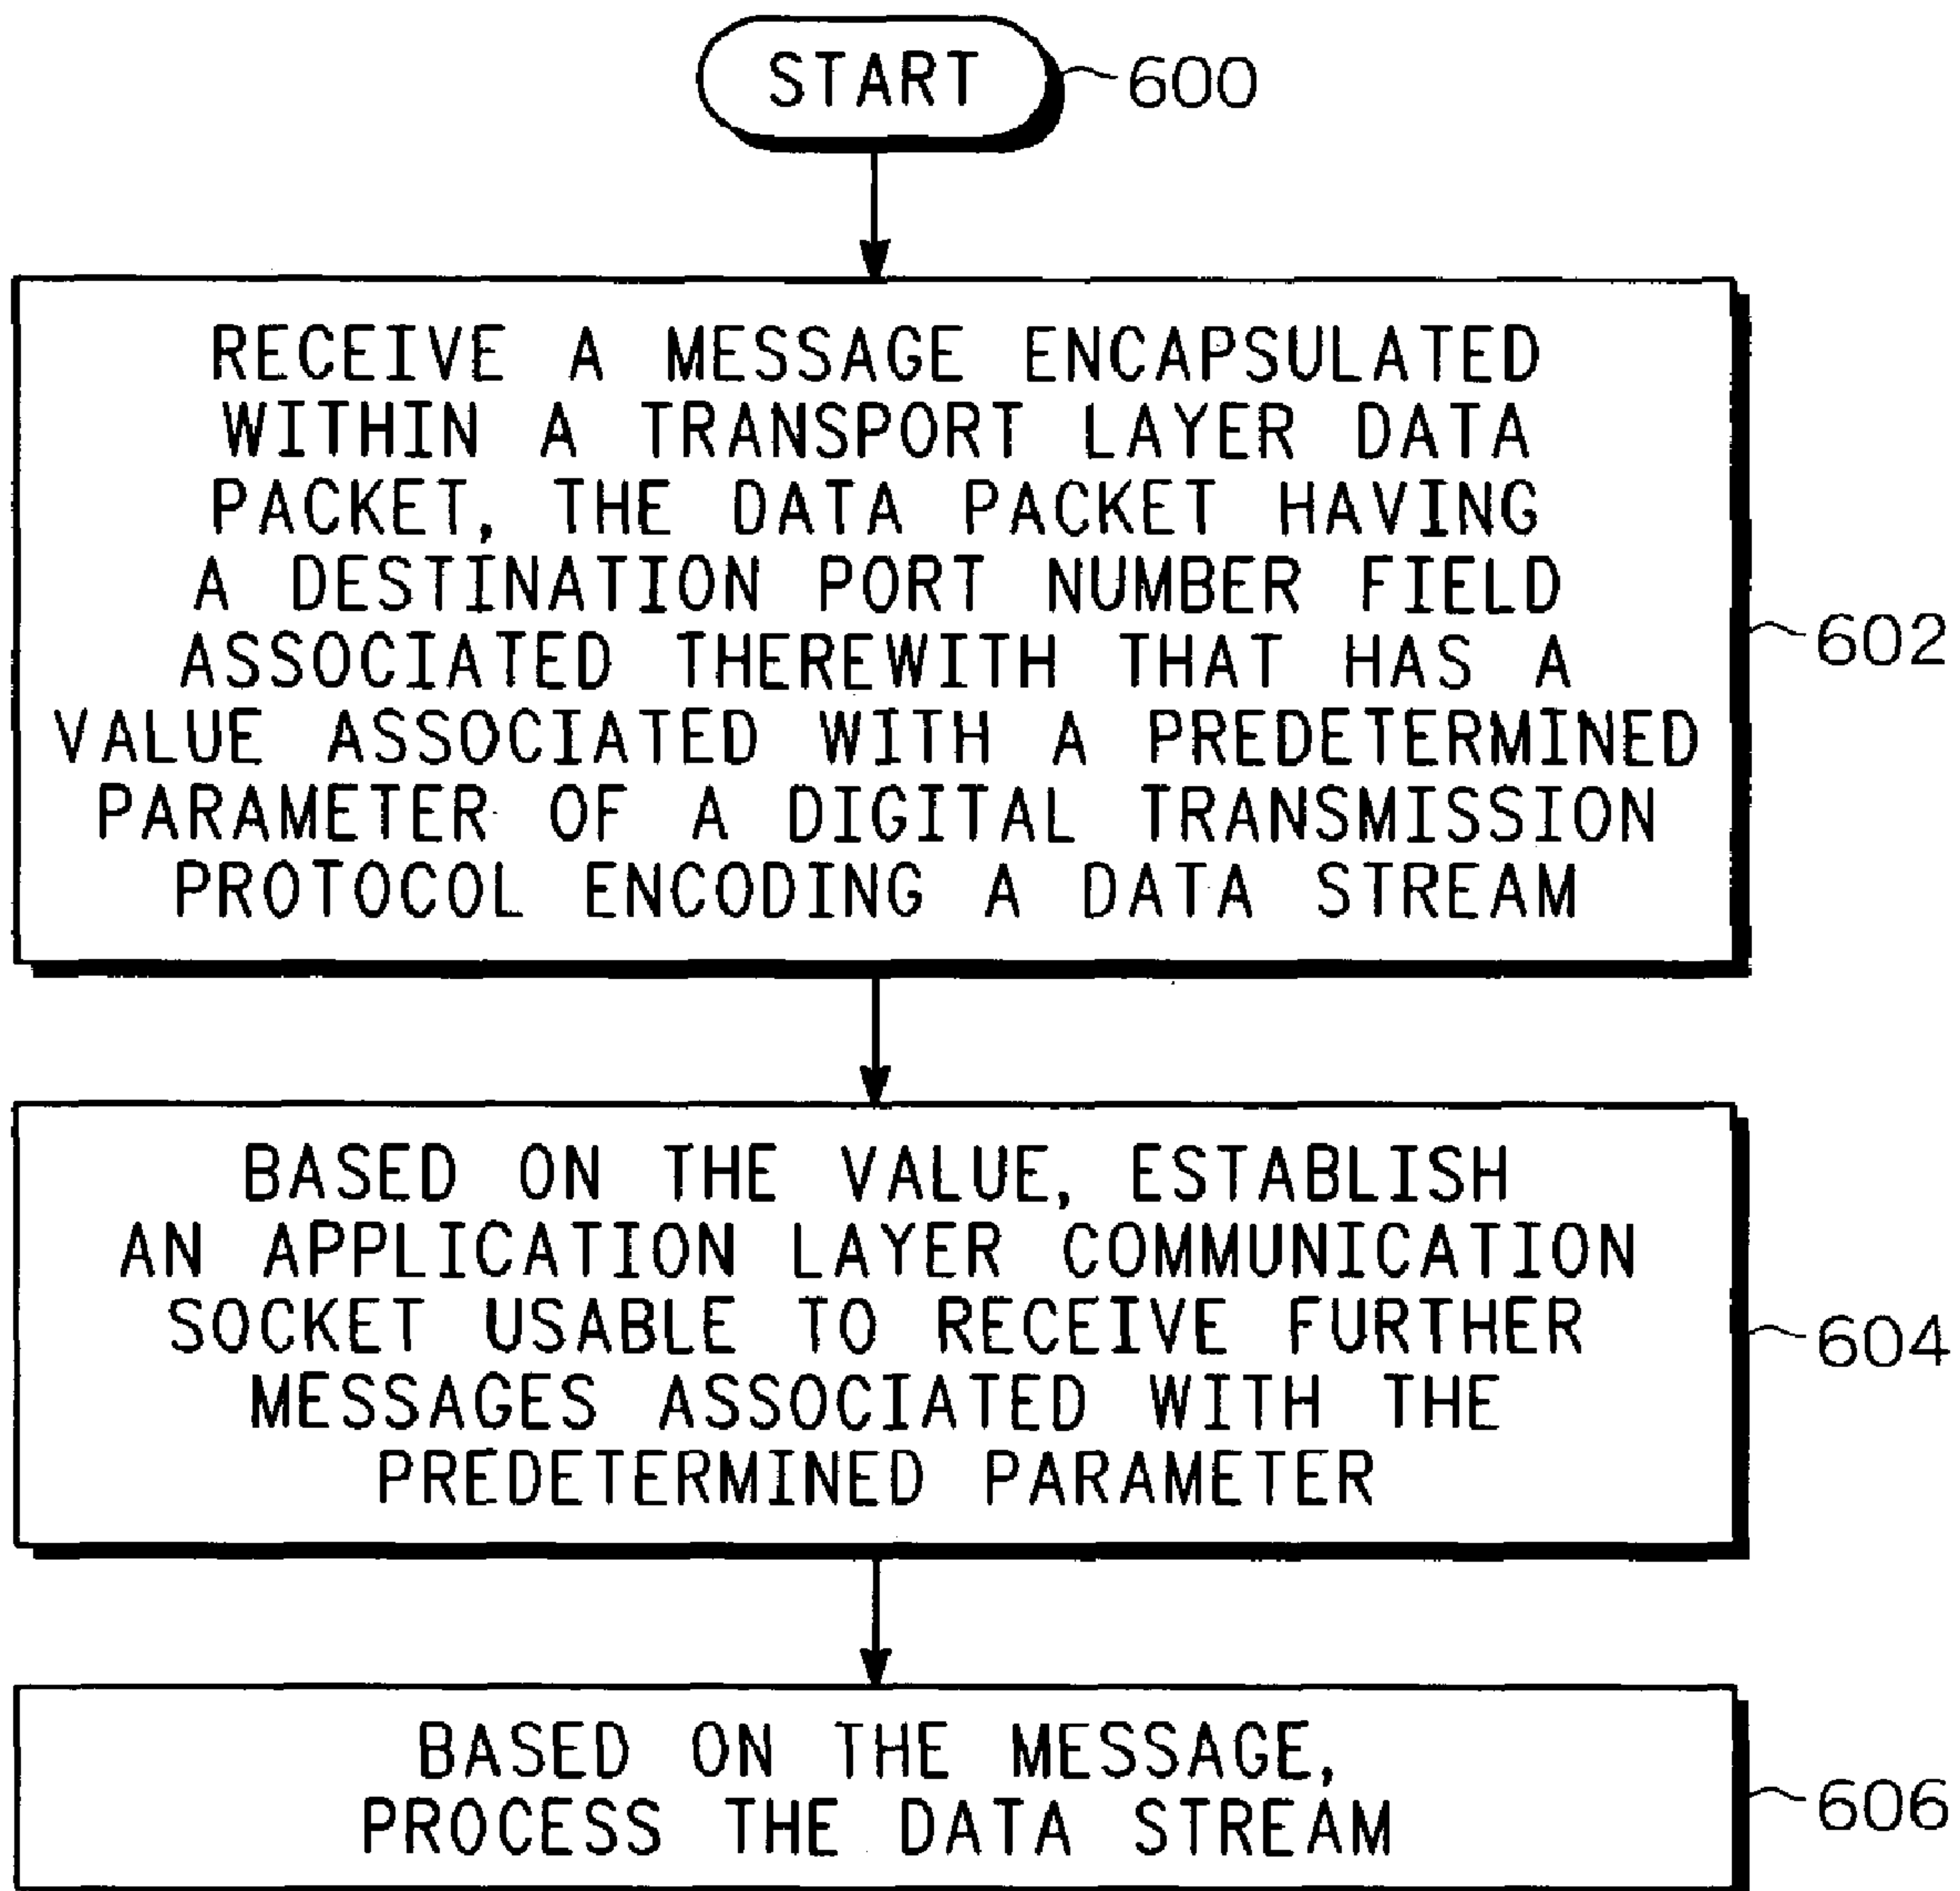 START
600
RECEIVE A MESSAGE ENCAPSULATED
WITHIN A TRANSPORT LAYER DATA
PACKET, THE DATA PACKET HAVING
A DESTINATION PORT NUMBER FIELD
ASSOCIATED THEREWITH THAT HAS A
VALUE ASSOCIATED WITH A PREDETERMINED
PARAMETER OF A DIGITAL TRANSMISSION
PROTOCOL ENCODING A DATA STREAM
602
BASED ON THE VALUE, ESTABLISH
AN APPLICATION LAYER COMMUNICATION
SOCKET USABLE TO RECEIVE FURTHER
MESSAGES ASSOCIATED WITH THE
PREDETERMINED PARAMETER
604
BASED ON THE MESSAGE,
PROCESS THE DATA STREAM
606